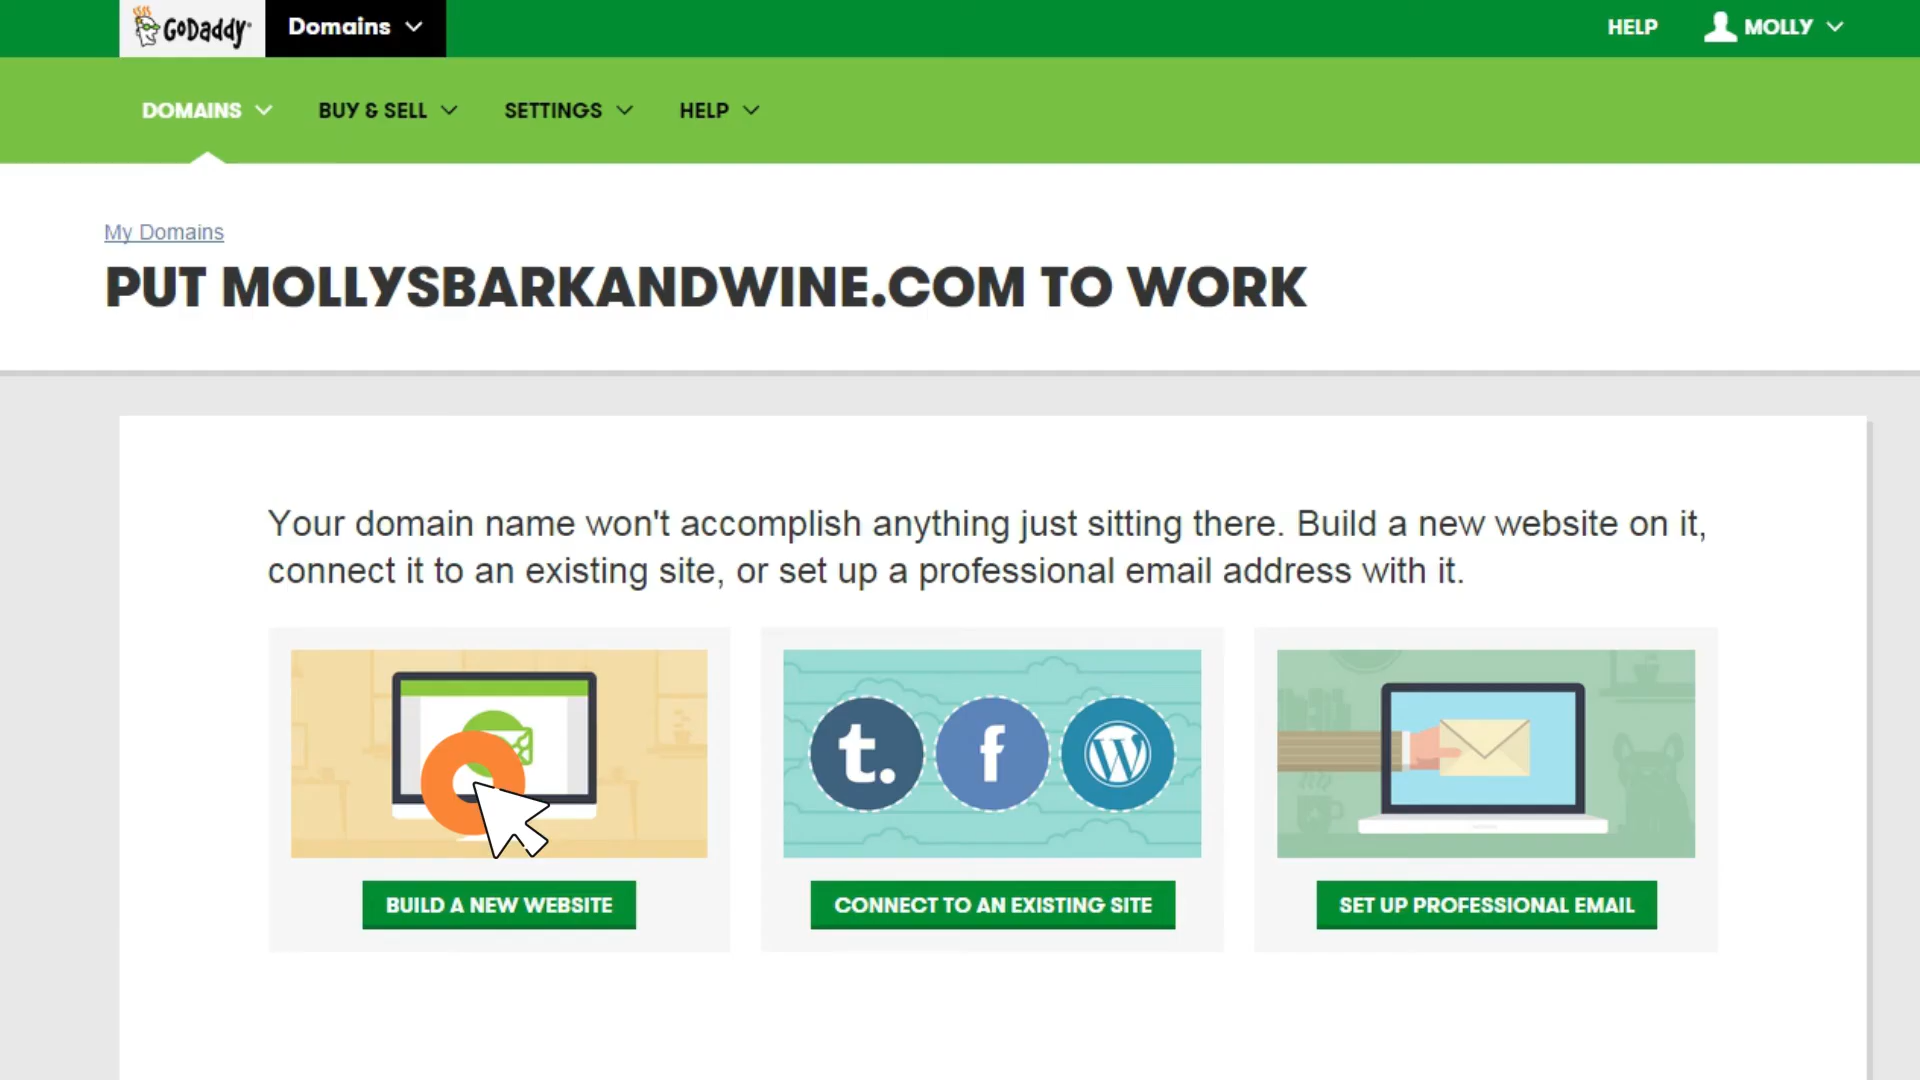 GoDaddy Domains HELP MOLLY
DOMAINS BUY & SELL SETTINGS HELP
My Domains
PUT MOLLYSBARKANDWINE.COM TO WORK
Your domain name won't accomplish anything just sitting there. Build a new website on it,
connect it to an existing site, or set up a professional email address with it.
t. f W
BUILD A NEW WEBSITE CONNECT TO AN EXISTING SITE SET UP PROFESSIONAL EMAIL